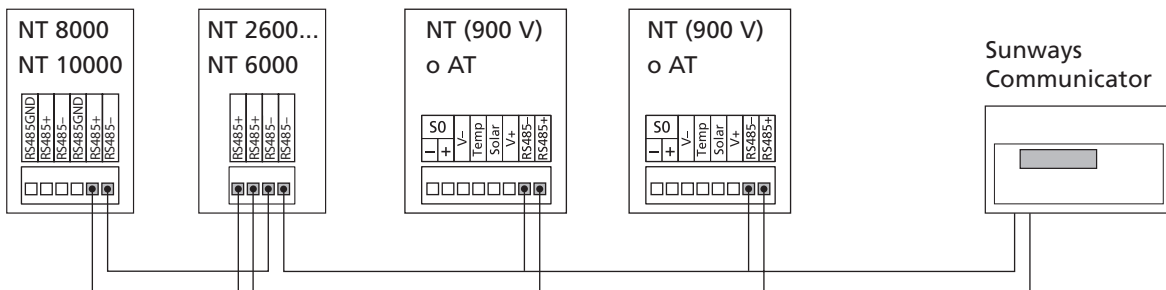 NT 8000
NT 10000
RS485GND
RS485+
RS485–
RS485GND
RS485+
RS485–
NT 2600...
NT 6000
RS485+
RS485+
RS485–
RS485–
NT (900 V)
o AT
S0
– +
V–
Temp
Solar
V+
RS485–
RS485+
NT (900 V)
o AT
S0
– +
V–
Temp
Solar
V+
RS485–
RS485+
Sunways
Communicator